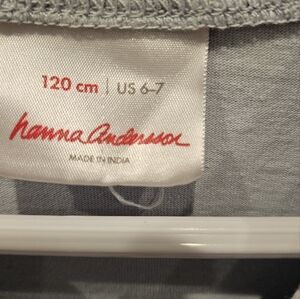 120 cm | US 6-7
hanna andersson
MADE IN INDIA